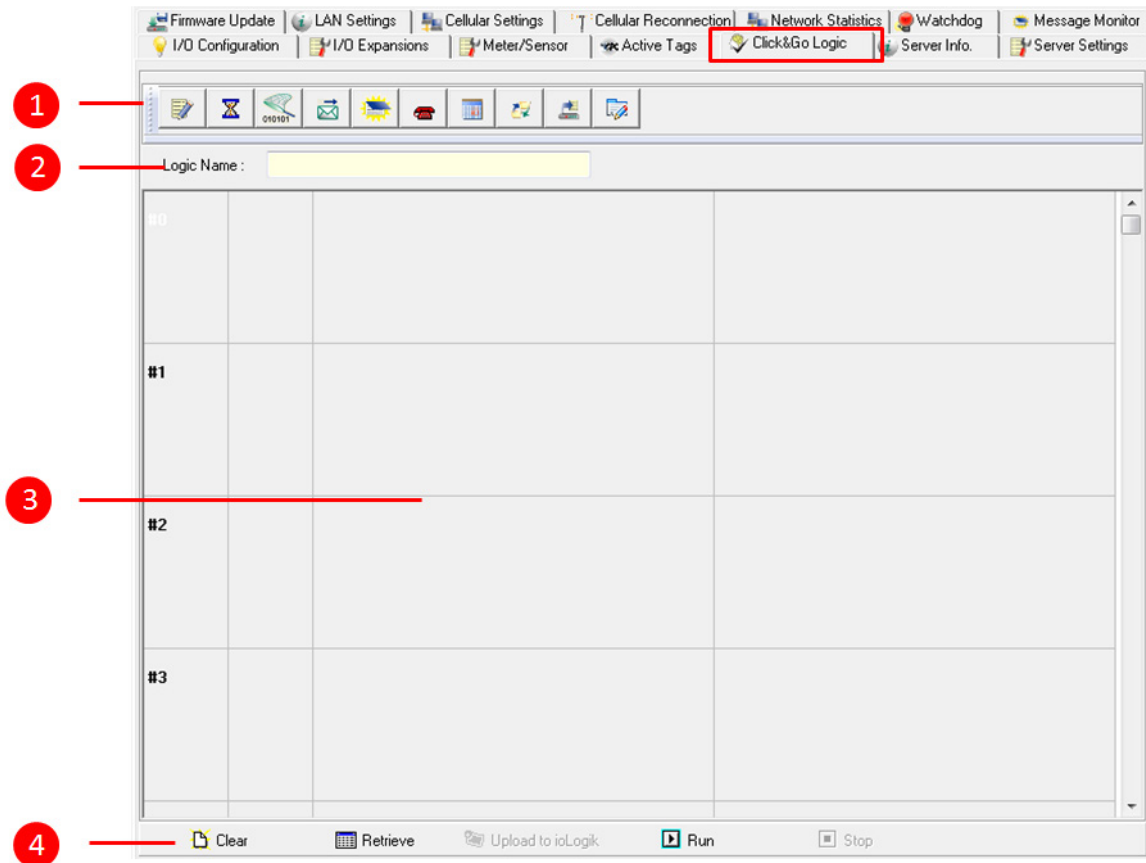 Firmware Update LAN Settings Cellular Settings Cellular Reconnection Network Statistics Watchdog Message Monitor
I/O Configuration I/O Expansions Meter/Sensor Active Tags Click&Go Logic Server Info. Server Settings
1
010101
2
Logic Name :
#0
#1
3
#2
#3
4
Clear Retrieve Upload to ioLogik Run Stop